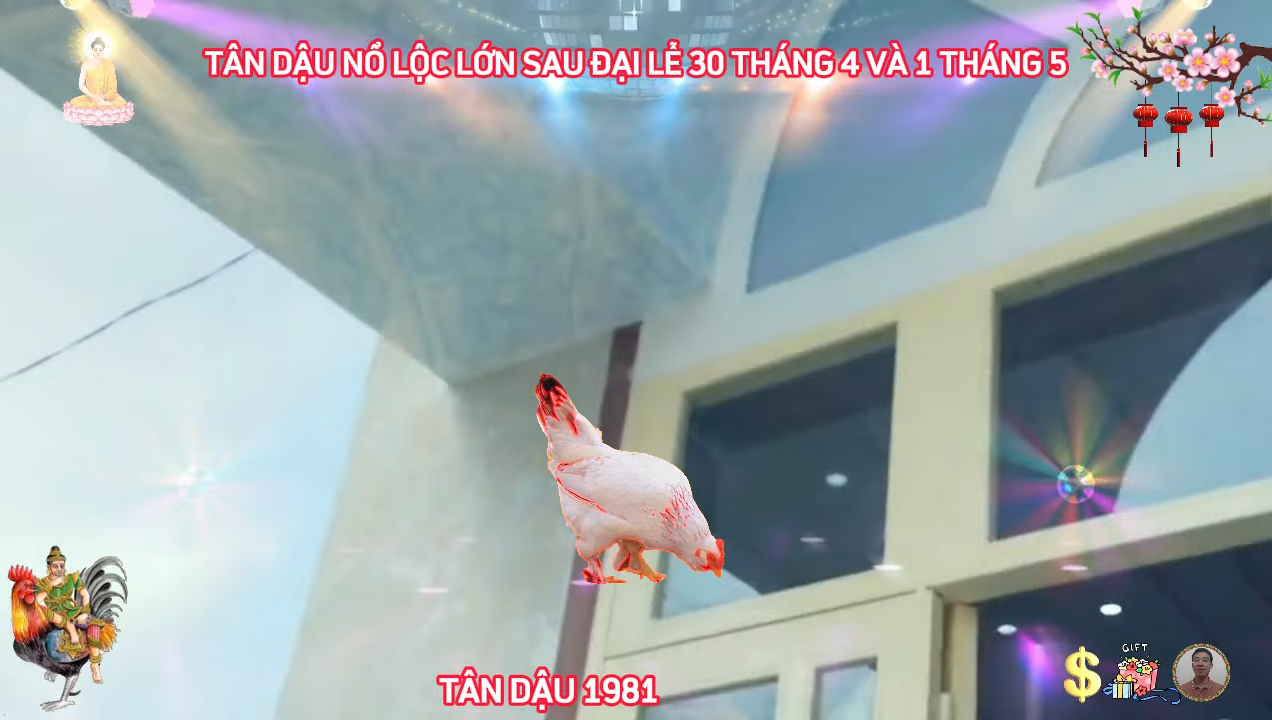 TÂN DẬU NỔ LỘC LỚN SAU ĐẠI LỄ 30 THÁNG 4 VÀ 1 THÁNG 5
GIFT
$
TÂN DẬU 1981